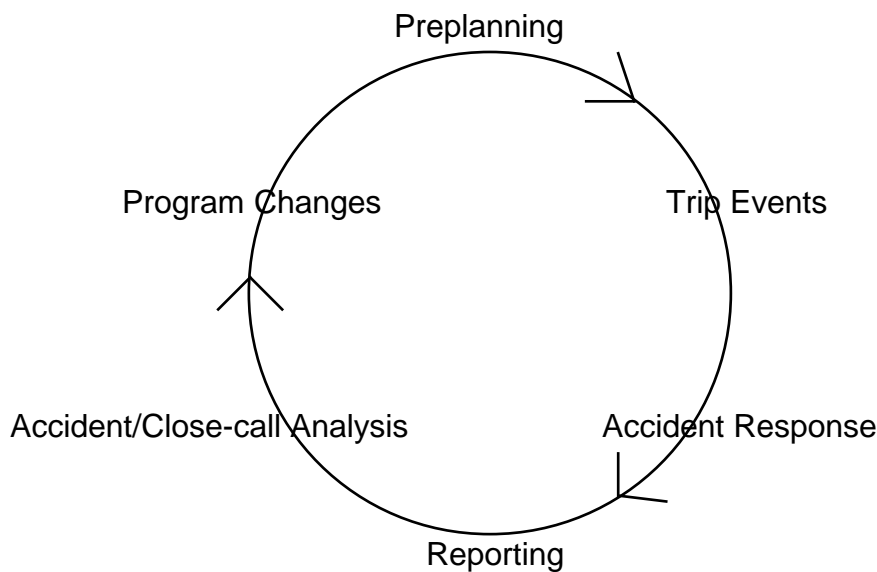 Preplanning
Program Changes
Trip Events
Accident/Close-call Analysis
Accident Response
Reporting